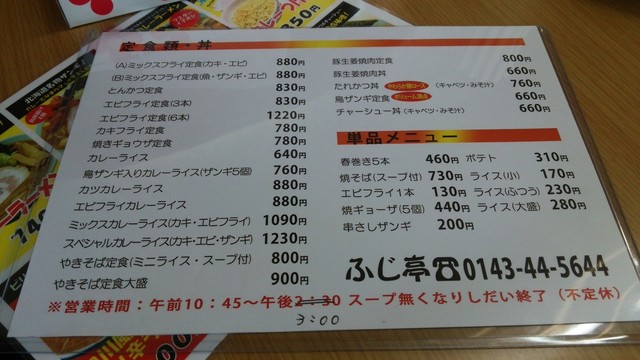 定食類・丼
(A)ミックスフライ定食(カキ・エビ) 880円
(B)ミックスフライ定食(魚・ザンギ・エビ) 880円
とんかつ定食 830円
エビフライ定食(3本) 830円
エビフライ定食(6本) 1220円
カキフライ定食 780円
焼きギョウザ定食 780円
カレーライス 640円
鳥ザンギ入りカレーライス(ザンギ5個) 760円
カツカレーライス 880円
エビフライカレーライス 880円
ミックスカレーライス(カキ・エビフライ) 1090円
スペシャルカレーライス(カキ・エビ・ザンギ) 1230円
やきそば定食(ミニライス・スープ付) 800円
やきそば定食大盛 900円
豚生姜焼肉定食 800円
豚生姜焼肉丼 660円
たれかつ丼 やわらか豚ロース (キャベツ・みそ汁) 760円
鳥ザンギ定食 ボリューム満点 660円
チャーシュー丼(キャベツ・みそ汁) 660円
単品メニュー
春巻き5本 460円 ポテト 310円
焼そば(スープ付) 730円 ライス(小) 170円
エビフライ1本 130円 ライス(ふつう) 230円
焼ギョーザ(5個) 440円 ライス(大盛) 280円
串さしザンギ 200円
ふじ亭☎0143-44-5644
※営業時間:午前10:45~午後2:30 スープ無くなりしだい終了(不定休)
3:00